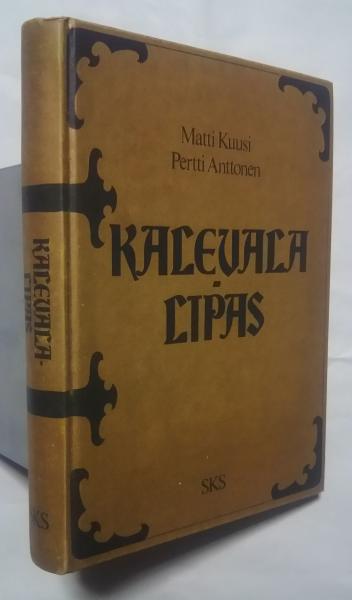 Matti Kuusi
Pertti Anttonen
KALEVALA
-
LIPAS
SKS
KALEVALA-
LIPAS
SKS